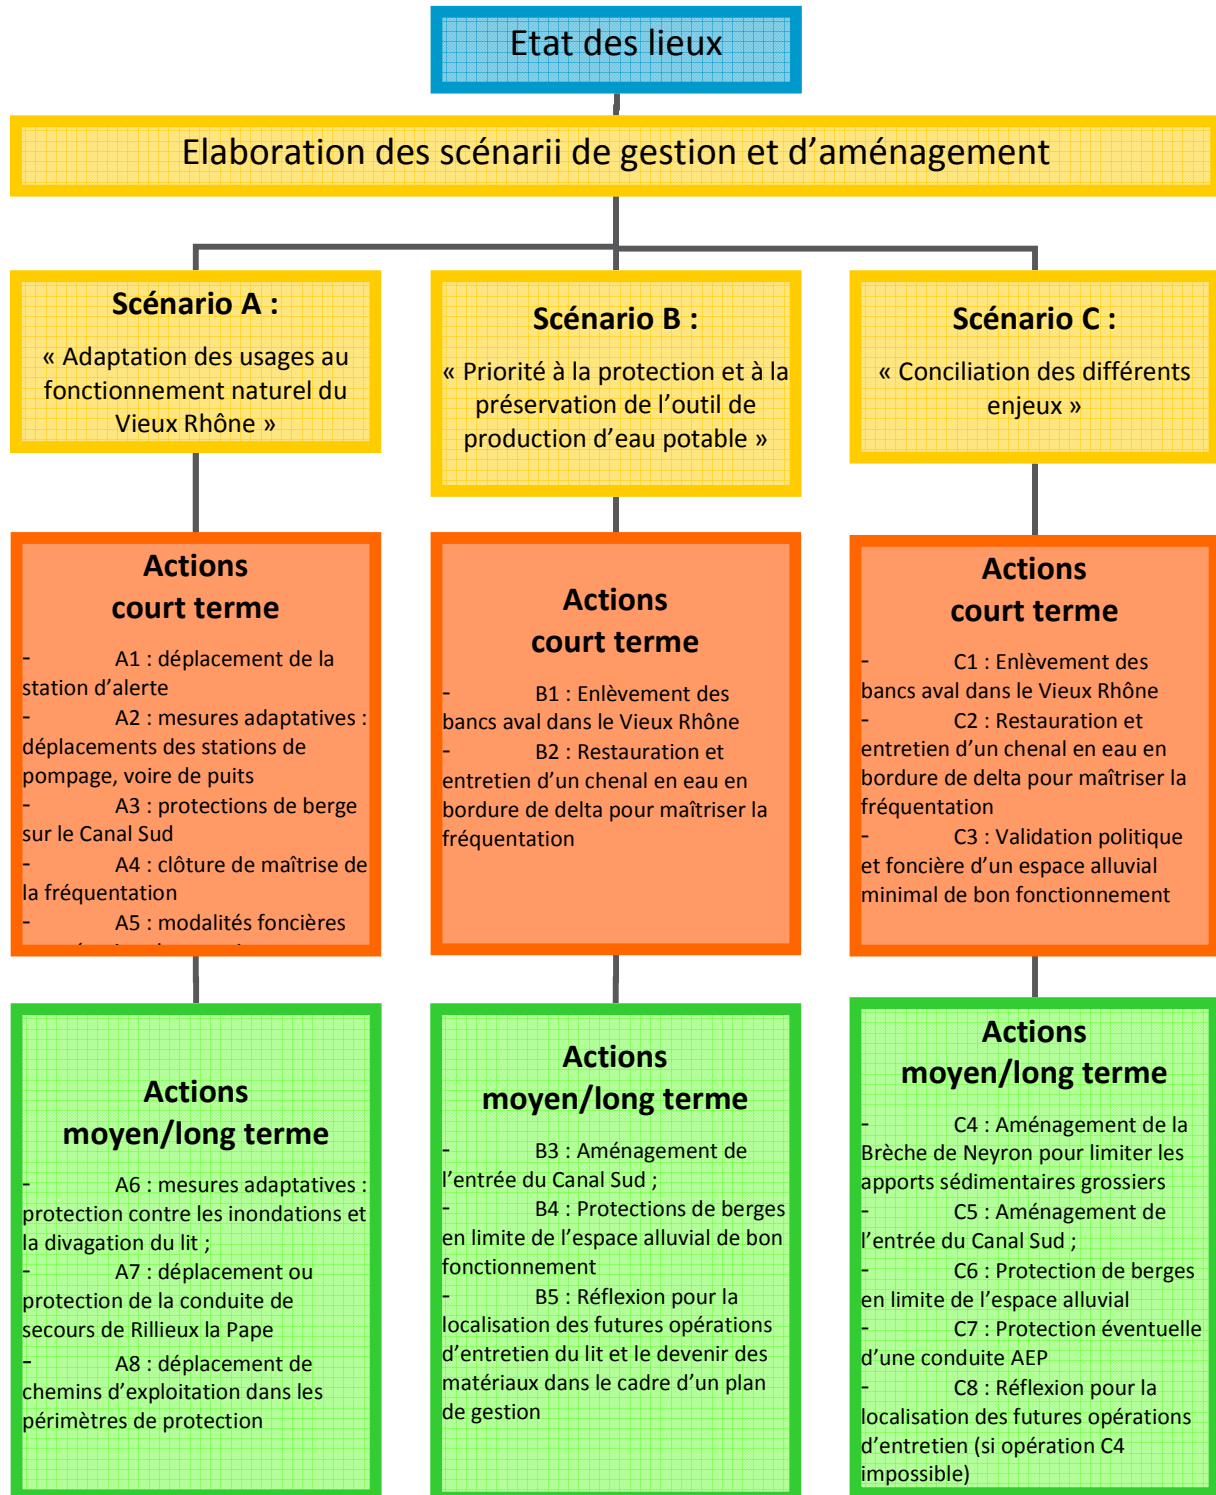 Etat des lieux
Elaboration des scénarii de gestion et d’aménagement
Scénario A :
« Adaptation des usages au
fonctionnement naturel du
Vieux Rhône »
Scénario B :
« Priorité à la protection et à la
préservation de l’outil de
production d’eau potable »
Scénario C :
« Conciliation des différents
enjeux »
Actions
court terme
- A1 : déplacement de la
station d’alerte
- A2 : mesures adaptatives :
déplacements des stations de
pompage, voire de puits
- A3 : protections de berge
sur le Canal Sud
- A4 : clôture de maîtrise de
la fréquentation
- A5 : modalités foncières
Actions
court terme
- B1 : Enlèvement des
bancs aval dans le Vieux Rhône
- B2 : Restauration et
entretien d’un chenal en eau en
bordure de delta pour maîtriser la
fréquentation
Actions
court terme
- C1 : Enlèvement des
bancs aval dans le Vieux Rhône
- C2 : Restauration et
entretien d’un chenal en eau en
bordure de delta pour maîtriser la
fréquentation
- C3 : Validation politique
et foncière d’un espace alluvial
minimal de bon fonctionnement
Actions
moyen/long terme
- A6 : mesures adaptatives :
protection contre les inondations et
la divagation du lit ;
- A7 : déplacement ou
protection de la conduite de
secours de Rillieux la Pape
- A8 : déplacement de
chemins d’exploitation dans les
périmètres de protection
Actions
moyen/long terme
- B3 : Aménagement de
l’entrée du Canal Sud ;
- B4 : Protections de berges
en limite de l’espace alluvial de bon
fonctionnement
- B5 : Réflexion pour la
localisation des futures opérations
d’entretien du lit et le devenir des
matériaux dans le cadre d’un plan
de gestion
Actions
moyen/long terme
- C4 : Aménagement de la
Brèche de Neyron pour limiter les
apports sédimentaires grossiers
- C5 : Aménagement de
l’entrée du Canal Sud ;
- C6 : Protection de berges
en limite de l’espace alluvial
- C7 : Protection éventuelle
d’une conduite AEP
- C8 : Réflexion pour la
localisation des futures opérations
d’entretien (si opération C4
impossible)